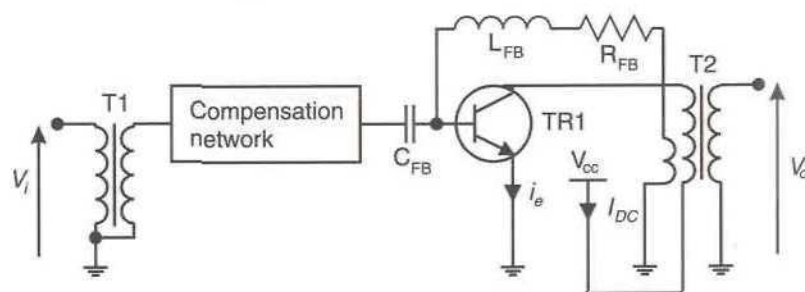 L_FB
R_FB
T2
T1
Compensation
network
TR1
C_FB
V_cc
V_i
i_e
I_DC
V_o